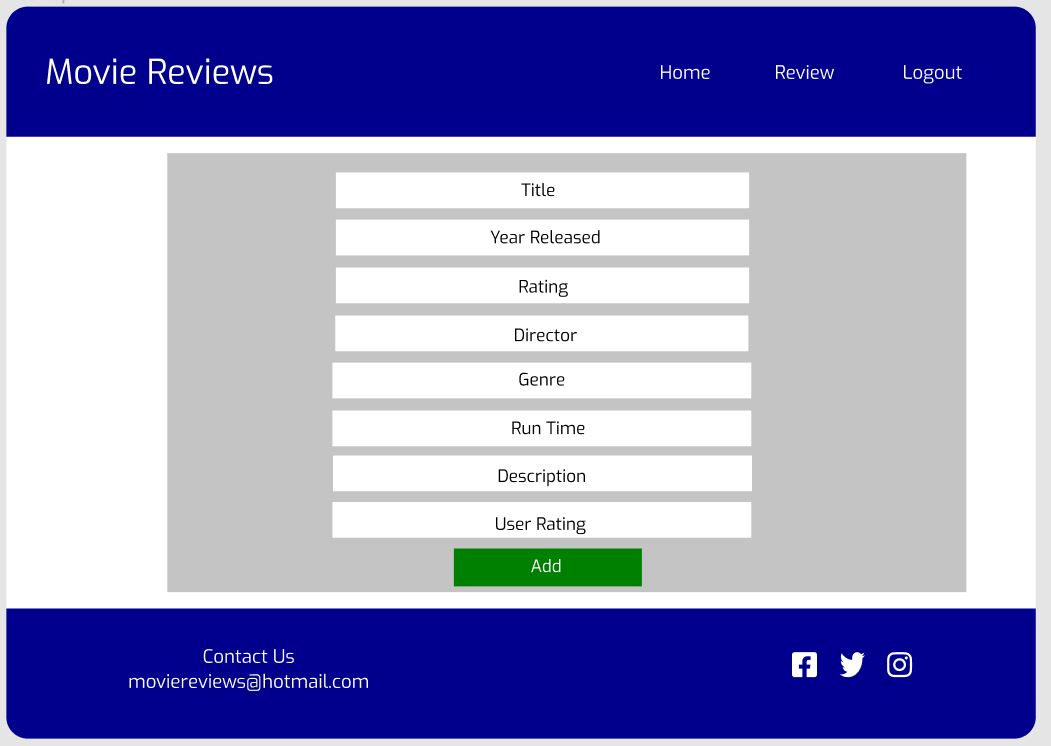 Movie Reviews
Home Review Logout
Title
Year Released
Rating
Director
Genre
Run Time
Description
User Rating
Add
Contact Us
moviereviews@hotmail.com